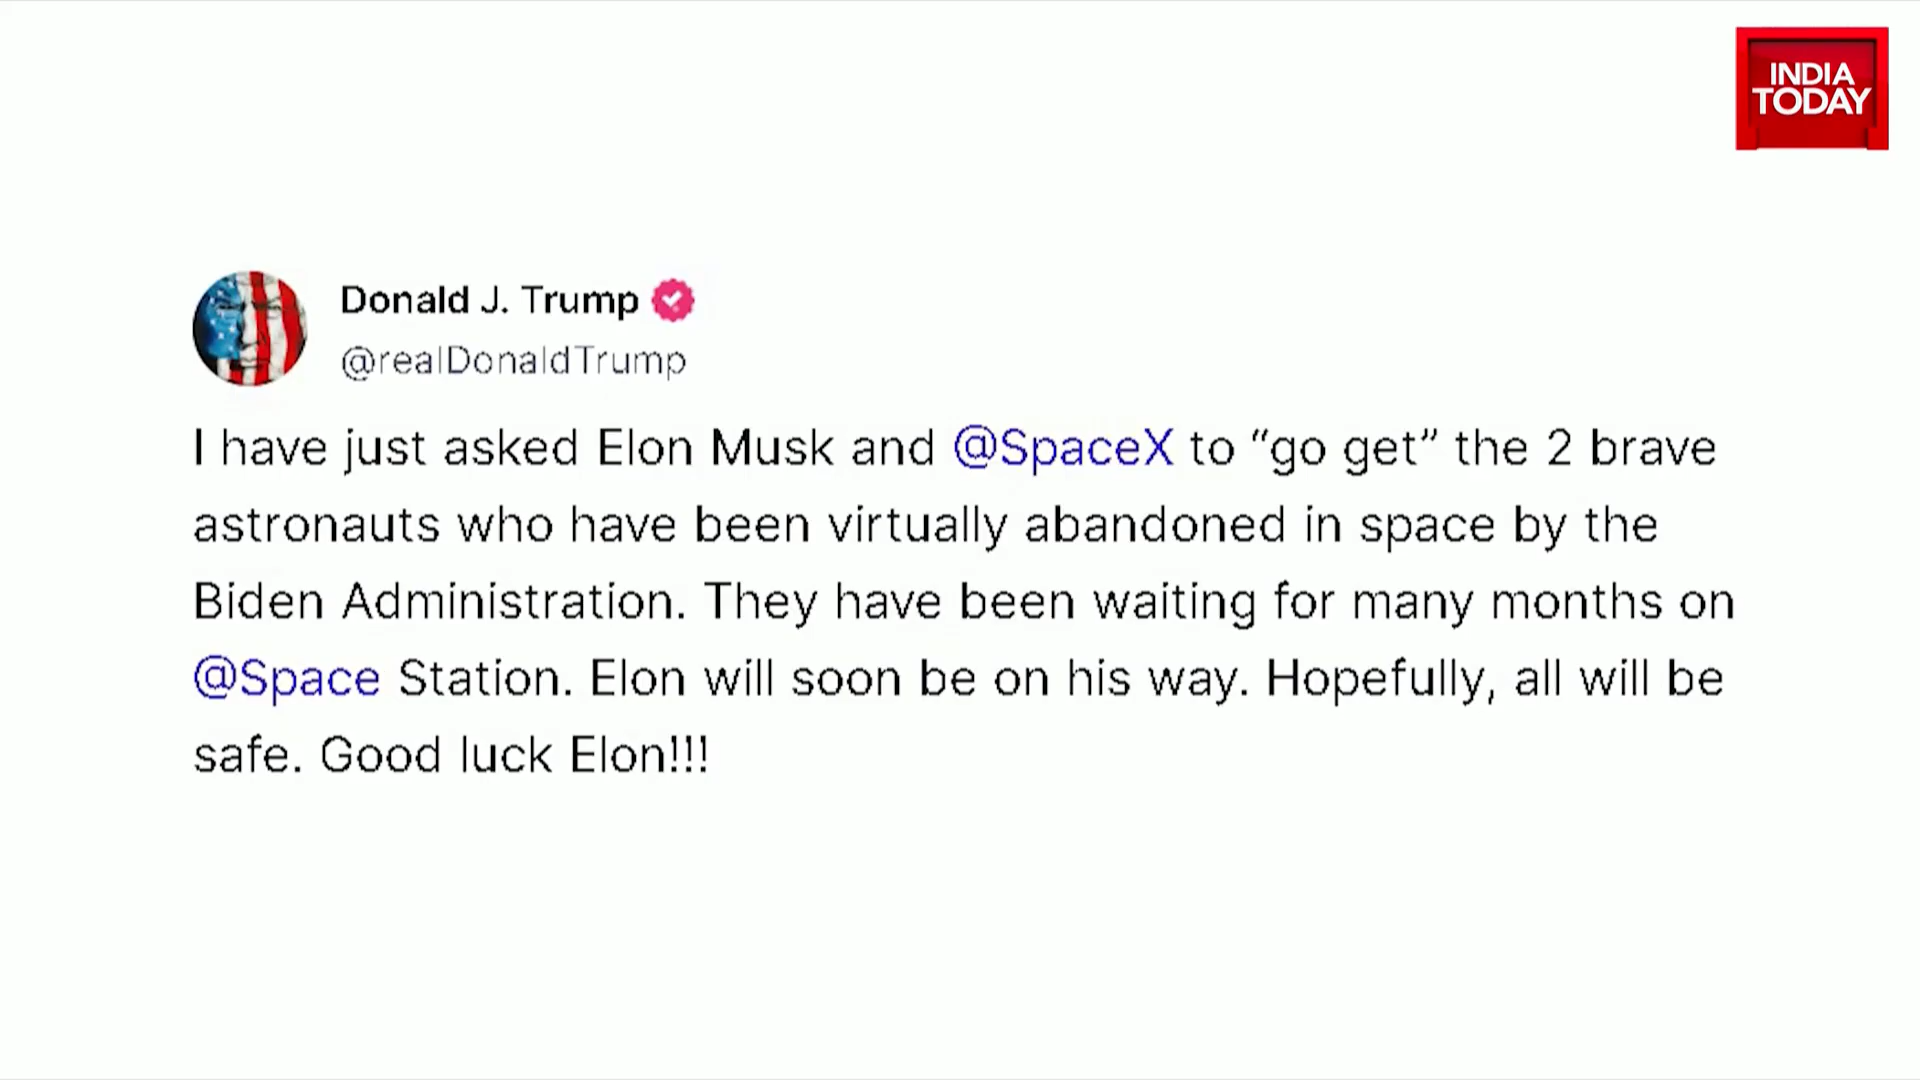 INDIA
TODAY
Donald J. Trump
@realDonaldTrump
I have just asked Elon Musk and @SpaceX to “go get” the 2 brave
astronauts who have been virtually abandoned in space by the
Biden Administration. They have been waiting for many months on
@Space Station. Elon will soon be on his way. Hopefully, all will be
safe. Good luck Elon!!!